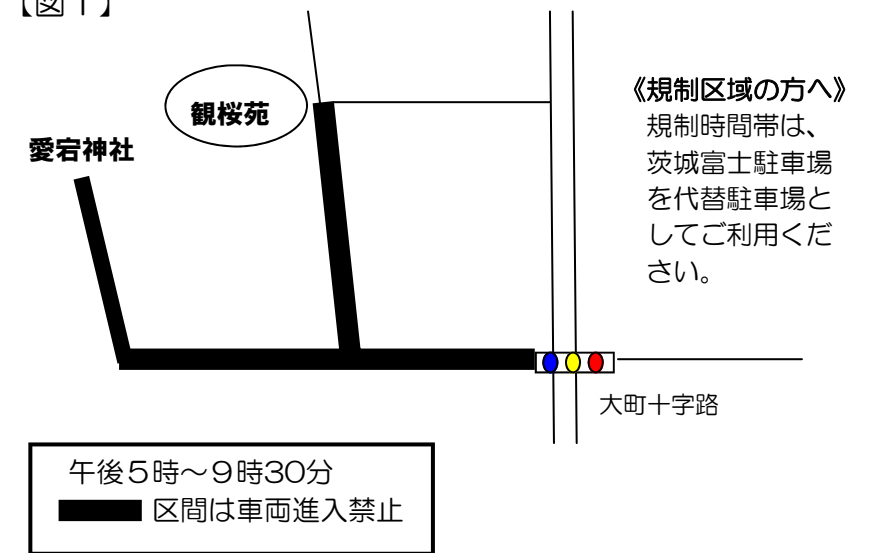 【図1】
観桜苑
愛宕神社
《規制区域の方へ》
規制時間帯は、
茨城富士駐車場
を代替駐車場と
してご利用くだ
さい。
大町十字路
午後5時～9時30分
区間は車両進入禁止